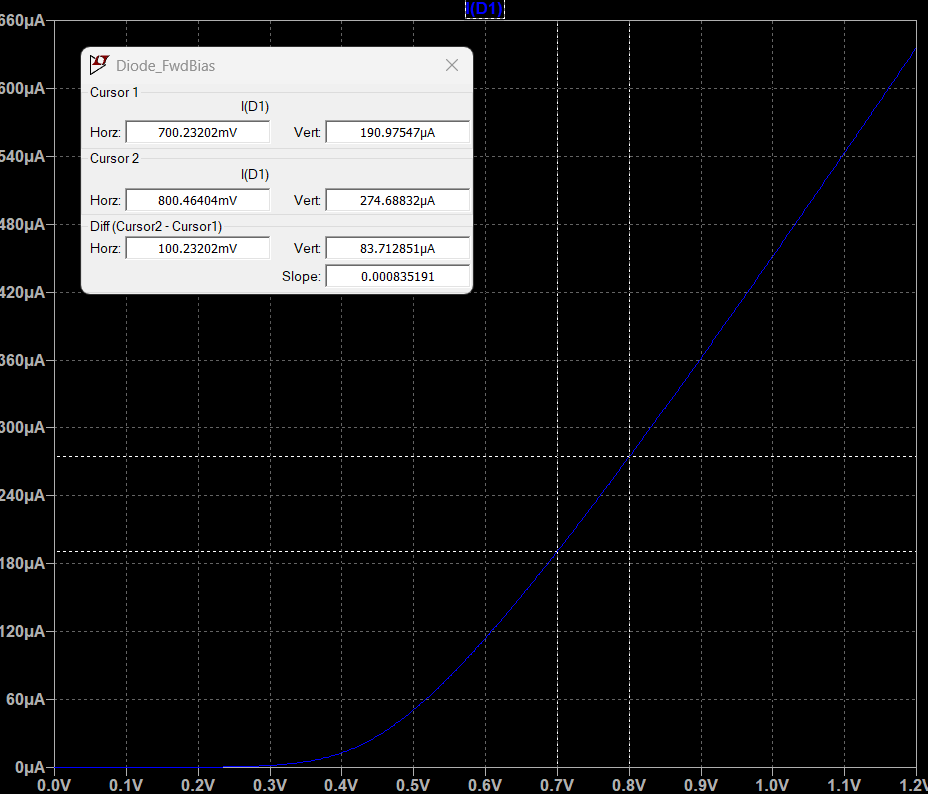 I(D1)
660µA
600µA
540µA
480µA
420µA
360µA
300µA
240µA
180µA
120µA
60µA
0µA
Diode_FwdBias
Cursor 1
I(D1)
Horz: 700.23202mV Vert: 190.97547µA
Cursor 2
I(D1)
Horz: 800.46404mV Vert: 274.68832µA
Diff (Cursor2 - Cursor1)
Horz: 100.23202mV Vert: 83.712851µA
Slope: 0.000835191
0.0V 0.1V 0.2V 0.3V 0.4V 0.5V 0.6V 0.7V 0.8V 0.9V 1.0V 1.1V 1.2V